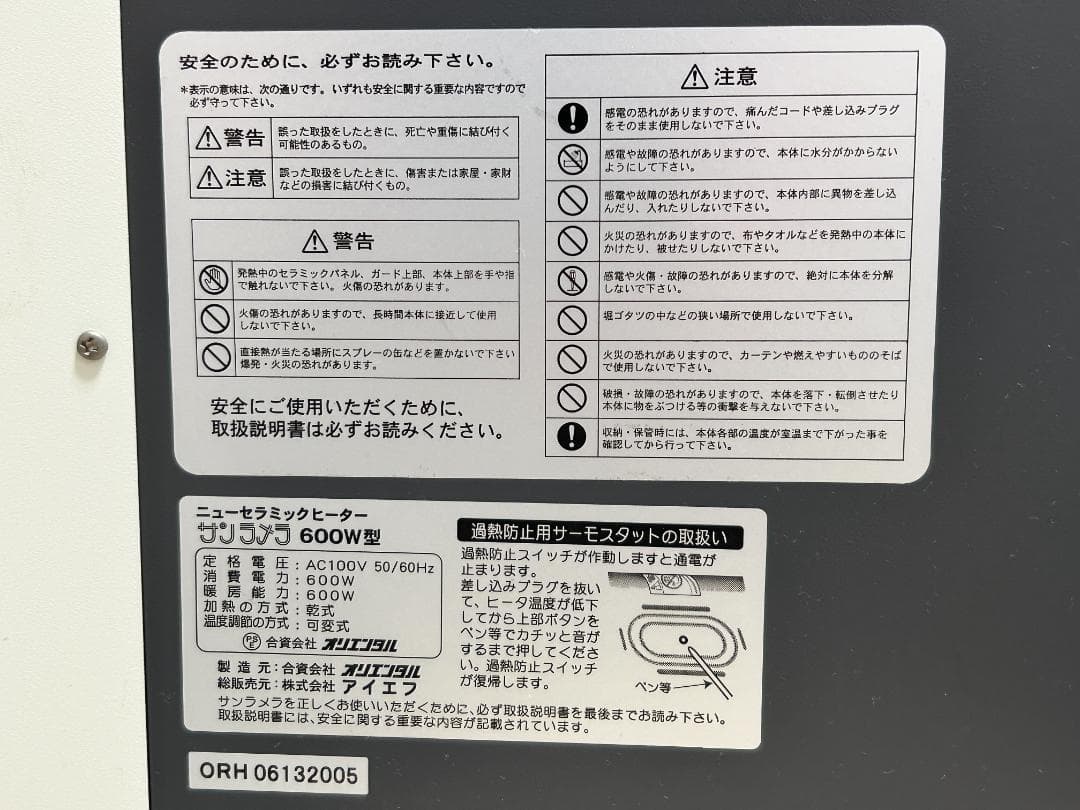 安全のために、必ずお読み下さい。
＊表示の意味は、次の通りです。いずれも安全に関する重要な内容ですので
必ず守って下さい。
警告
誤った取扱をしたときに、死亡や重傷に結び付く
可能性のあるもの。
注意
誤った取扱をしたときに、傷害または家屋・家財
などの損害に結び付くもの。
警告
発熱中のセラミックパネル、ガード上部、本体上部を手や指
で触れないで下さい。火傷の恐れがあります。
火傷の恐れがありますので、長時間本体に接近して使用
しないで下さい。
直接熱が当たる場所にスプレーの缶などを置かないで下さい
爆発・火災の恐れがあります。
安全にご使用いただくために、
取扱説明書は必ずお読みください。
注意
感電の恐れがありますので、痛んだコードや差し込みプラグ
をそのまま使用しないで下さい。
感電や故障の恐れがありますので、本体に水分がかからない
ようにして下さい。
感電や故障の恐れがありますので、本体内部に異物を差し込
んだり、入れたりしないで下さい。
火災の恐れがありますので、布やタオルなどを発熱中の本体に
かけたり、被せたりしないで下さい。
感電や火傷・故障の恐れがありますので、絶対に本体を分解
しないで下さい。
堀ゴタツの中などの狭い場所で使用しないで下さい。
火災の恐れがありますので、カーテンや燃えやすいもののそば
で使用しないで下さい。
破損・故障の恐れがありますので、本体を落下・転倒させたり
本体に物をぶつける等の衝撃を与えないで下さい。
収納・保管時には、本体各部の温度が室温まで下がった事を
確認してから行って下さい。
ニューセラミックヒーター
サンラメラ 600W型
定格電圧：AC100V 50/60Hz
消費電力：600W
暖房能力：600W
加熱の方式：乾式
温度調節の方式：可変式
PSE 合資会社 オリエンタル
製造元：合資会社 オリエンタル
総販売元：株式会社 アイエフ
過熱防止用サーモスタットの取扱い
過熱防止スイッチが作動しますと通電が
止まります。
差し込みプラグを抜い
て、ヒータ温度が低下
してから上部ボタンを
ペン等でカチッと音が
するまで押してくださ
い。過熱防止スイッチ
が復帰します。
ペン等
サンラメラを正しくお使いいただくために、必ず取扱説明書を最後までお読み下さい。
取扱説明書には、安全に関する重要な内容が記載されています。
ORH 06132005